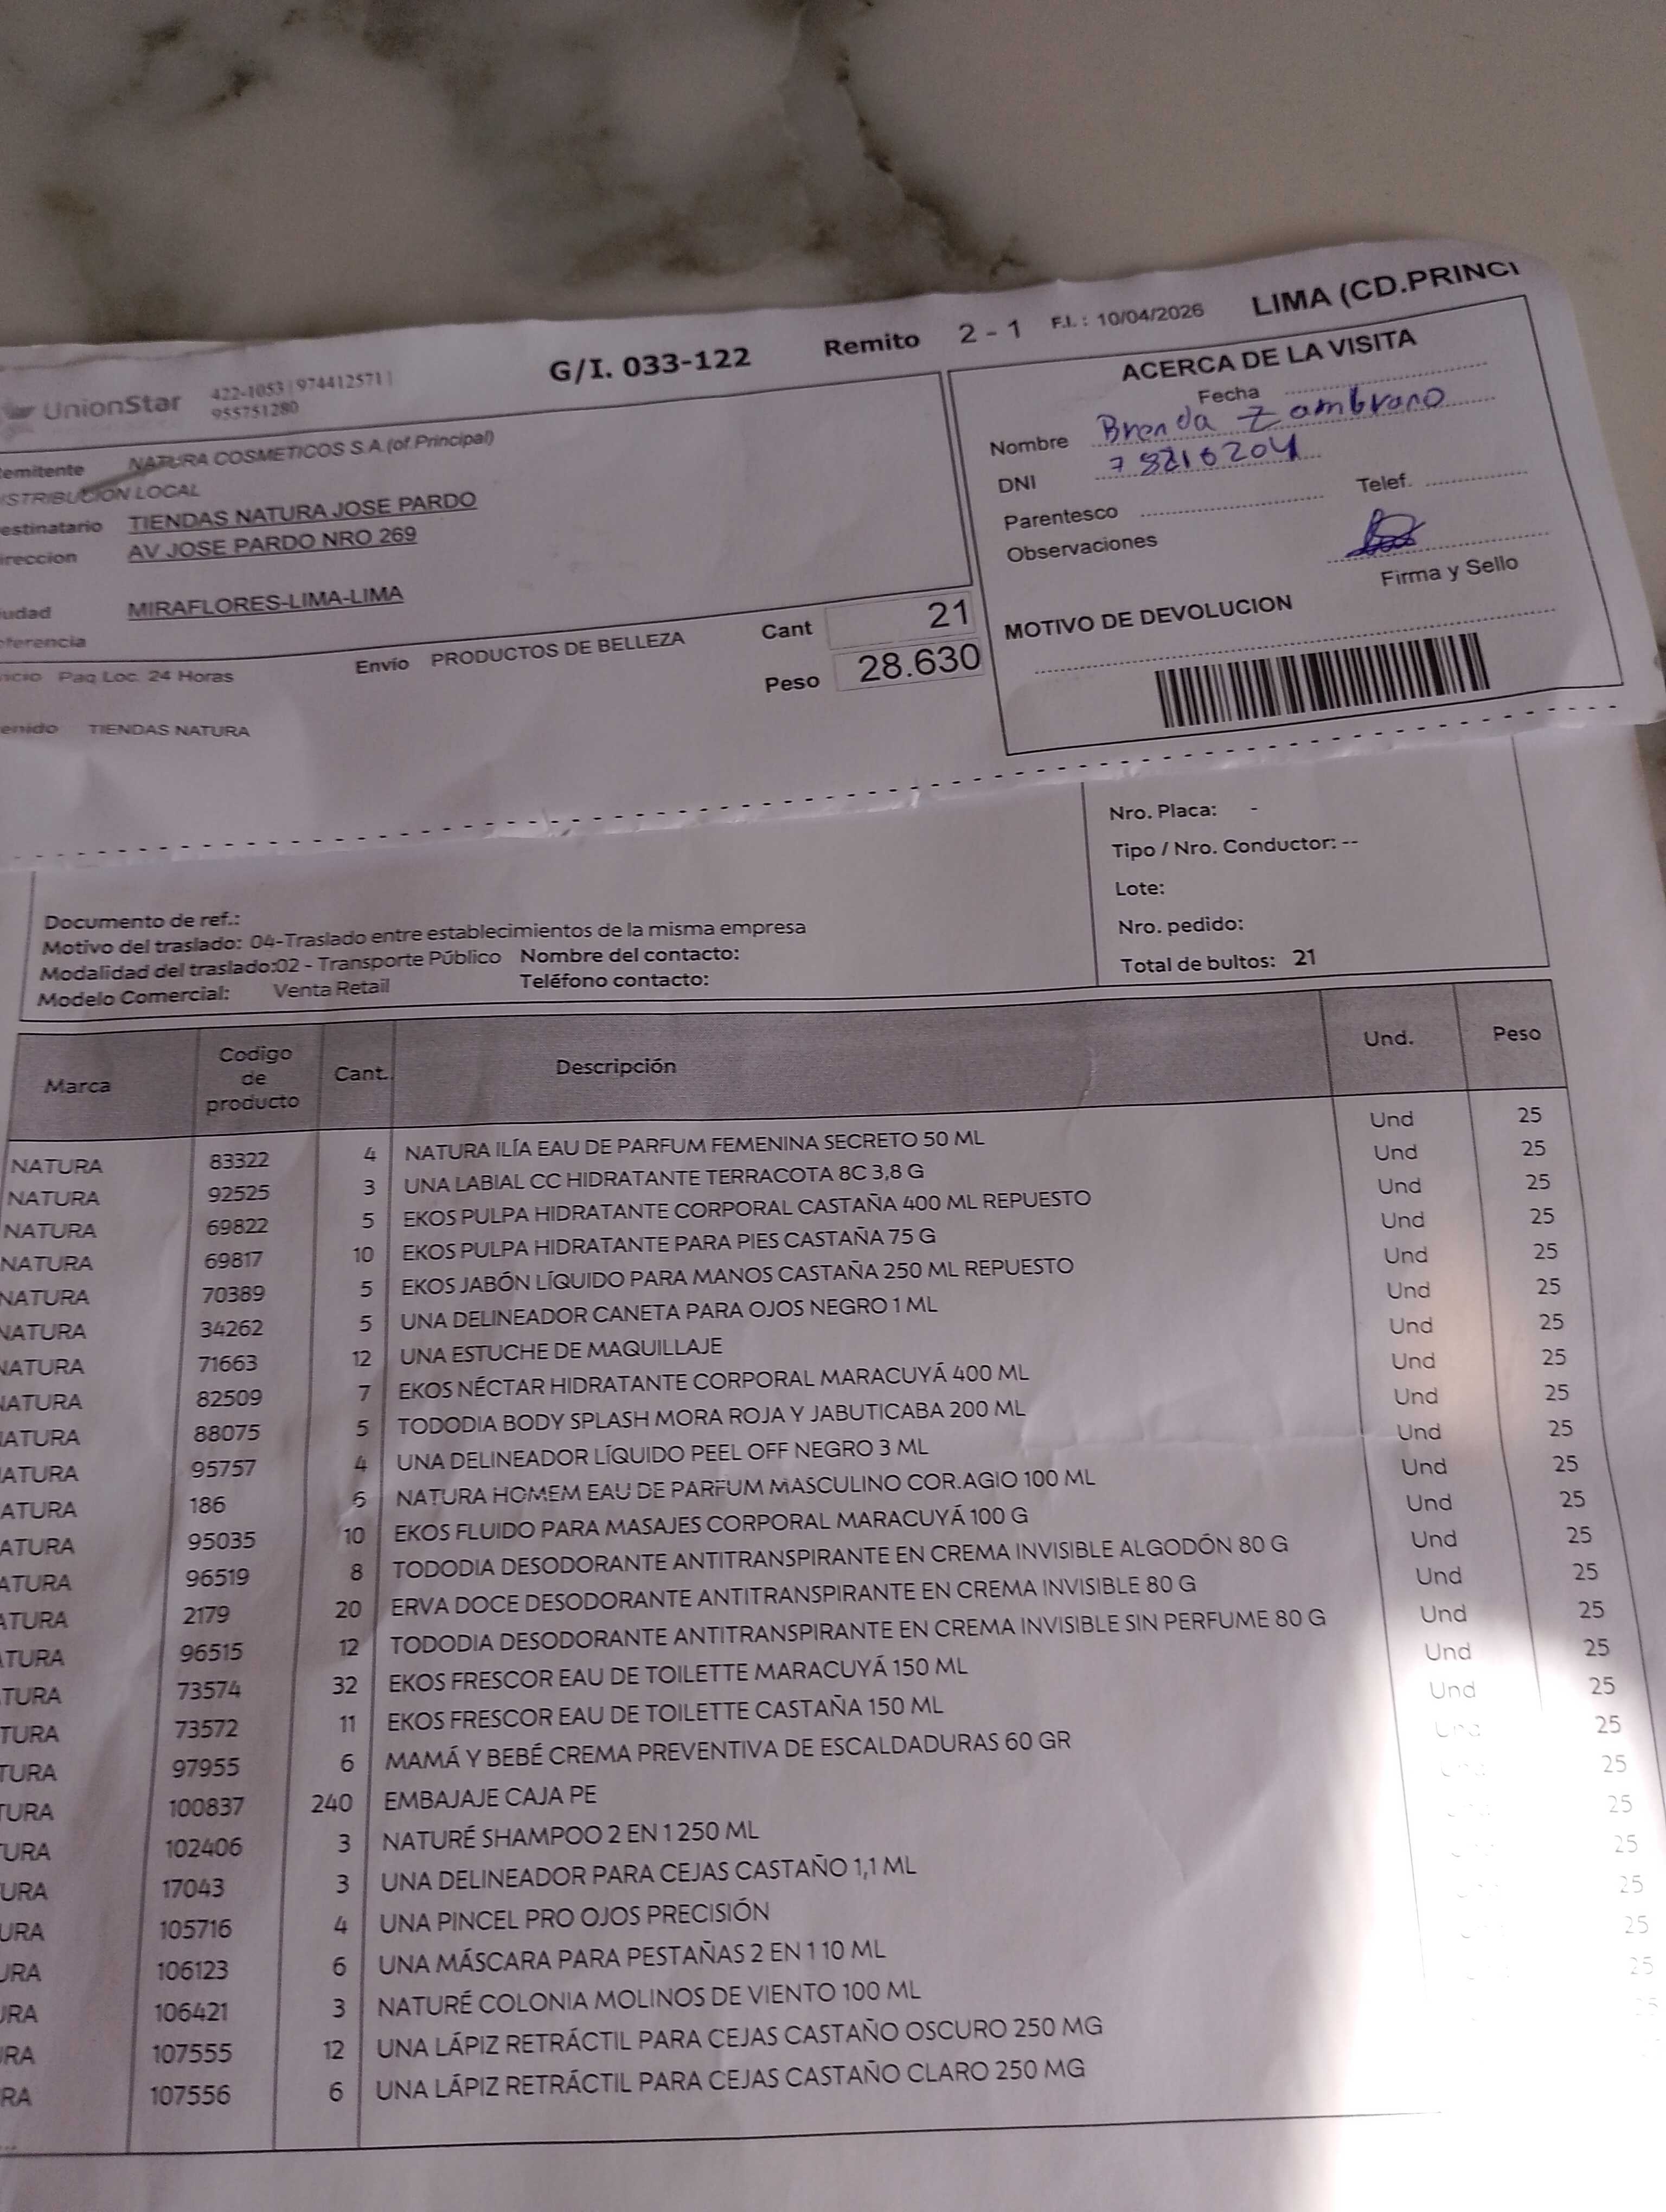 G/I. 033-122 Remito 2 - 1 F.I. : 10/04/2026 LIMA (CD.PRINCI
UnionStar 422-1053 | 974412571 |
955751280
emitente NATURA COSMETICOS S.A.(of.Principal)
ISTRIBUCION LOCAL
estinatario TIENDAS NATURA JOSE PARDO
ireccion AV JOSE PARDO NRO 269
udad MIRAFLORES-LIMA-LIMA
eferencia
icio Paq Loc. 24 Horas Envío PRODUCTOS DE BELLEZA
Cant 21
Peso 28.630
enido TIENDAS NATURA
ACERCA DE LA VISITA
Fecha
Nombre Brenda Zambrano
DNI
Parentesco Telef.
Observaciones
Firma y Sello
MOTIVO DE DEVOLUCION
Documento de ref.:
Motivo del traslado: 04-Traslado entre establecimientos de la misma empresa
Modalidad del traslado:02 - Transporte Público Nombre del contacto:
Modelo Comercial: Venta Retail Teléfono contacto:
Nro. Placa: -
Tipo / Nro. Conductor: --
Lote:
Nro. pedido:
Total de bultos: 21
Marca Codigo de producto Cant. Descripción Und. Peso
NATURA 83322 4 NATURA ILÍA EAU DE PARFUM FEMENINA SECRETO 50 ML Und 25
NATURA 92525 3 UNA LABIAL CC HIDRATANTE TERRACOTA 8C 3,8 G Und 25
NATURA 69822 5 EKOS PULPA HIDRATANTE CORPORAL CASTAÑA 400 ML REPUESTO Und 25
NATURA 69817 10 EKOS PULPA HIDRATANTE PARA PIES CASTAÑA 75 G Und 25
NATURA 70389 5 EKOS JABÓN LÍQUIDO PARA MANOS CASTAÑA 250 ML REPUESTO Und 25
NATURA 34262 5 UNA DELINEADOR CANETA PARA OJOS NEGRO 1 ML Und 25
NATURA 71663 12 UNA ESTUCHE DE MAQUILLAJE Und 25
NATURA 82509 7 EKOS NÉCTAR HIDRATANTE CORPORAL MARACUYÁ 400 ML Und 25
ATURA 88075 5 TODODIA BODY SPLASH MORA ROJA Y JABUTICABA 200 ML Und 25
ATURA 95757 4 UNA DELINEADOR LÍQUIDO PEEL OFF NEGRO 3 ML Und 25
ATURA 186 6 NATURA HOMEM EAU DE PARFUM MASCULINO COR.AGIO 100 ML Und 25
ATURA 95035 10 EKOS FLUIDO PARA MASAJES CORPORAL MARACUYÁ 100 G Und 25
ATURA 96519 8 TODODIA DESODORANTE ANTITRANSPIRANTE EN CREMA INVISIBLE ALGODÓN 80 G Und 25
ATURA 2179 20 ERVA DOCE DESODORANTE ANTITRANSPIRANTE EN CREMA INVISIBLE 80 G Und 25
TURA 96515 12 TODODIA DESODORANTE ANTITRANSPIRANTE EN CREMA INVISIBLE SIN PERFUME 80 G Und 25
TURA 73574 32 EKOS FRESCOR EAU DE TOILETTE MARACUYÁ 150 ML Und 25
TURA 73572 11 EKOS FRESCOR EAU DE TOILETTE CASTAÑA 150 ML Und 25
TURA 97955 6 MAMÁ Y BEBÉ CREMA PREVENTIVA DE ESCALDADURAS 60 GR 25
TURA 100837 240 EMBAJAJE CAJA PE 25
URA 102406 3 NATURÉ SHAMPOO 2 EN 1 250 ML 25
URA 17043 3 UNA DELINEADOR PARA CEJAS CASTAÑO 1,1 ML 25
URA 105716 4 UNA PINCEL PRO OJOS PRECISIÓN 25
URA 106123 6 UNA MÁSCARA PARA PESTAÑAS 2 EN 1 10 ML 25
RA 106421 3 NATURÉ COLONIA MOLINOS DE VIENTO 100 ML 25
RA 107555 12 UNA LÁPIZ RETRÁCTIL PARA CEJAS CASTAÑO OSCURO 250 MG
RA 107556 6 UNA LÁPIZ RETRÁCTIL PARA CEJAS CASTAÑO CLARO 250 MG